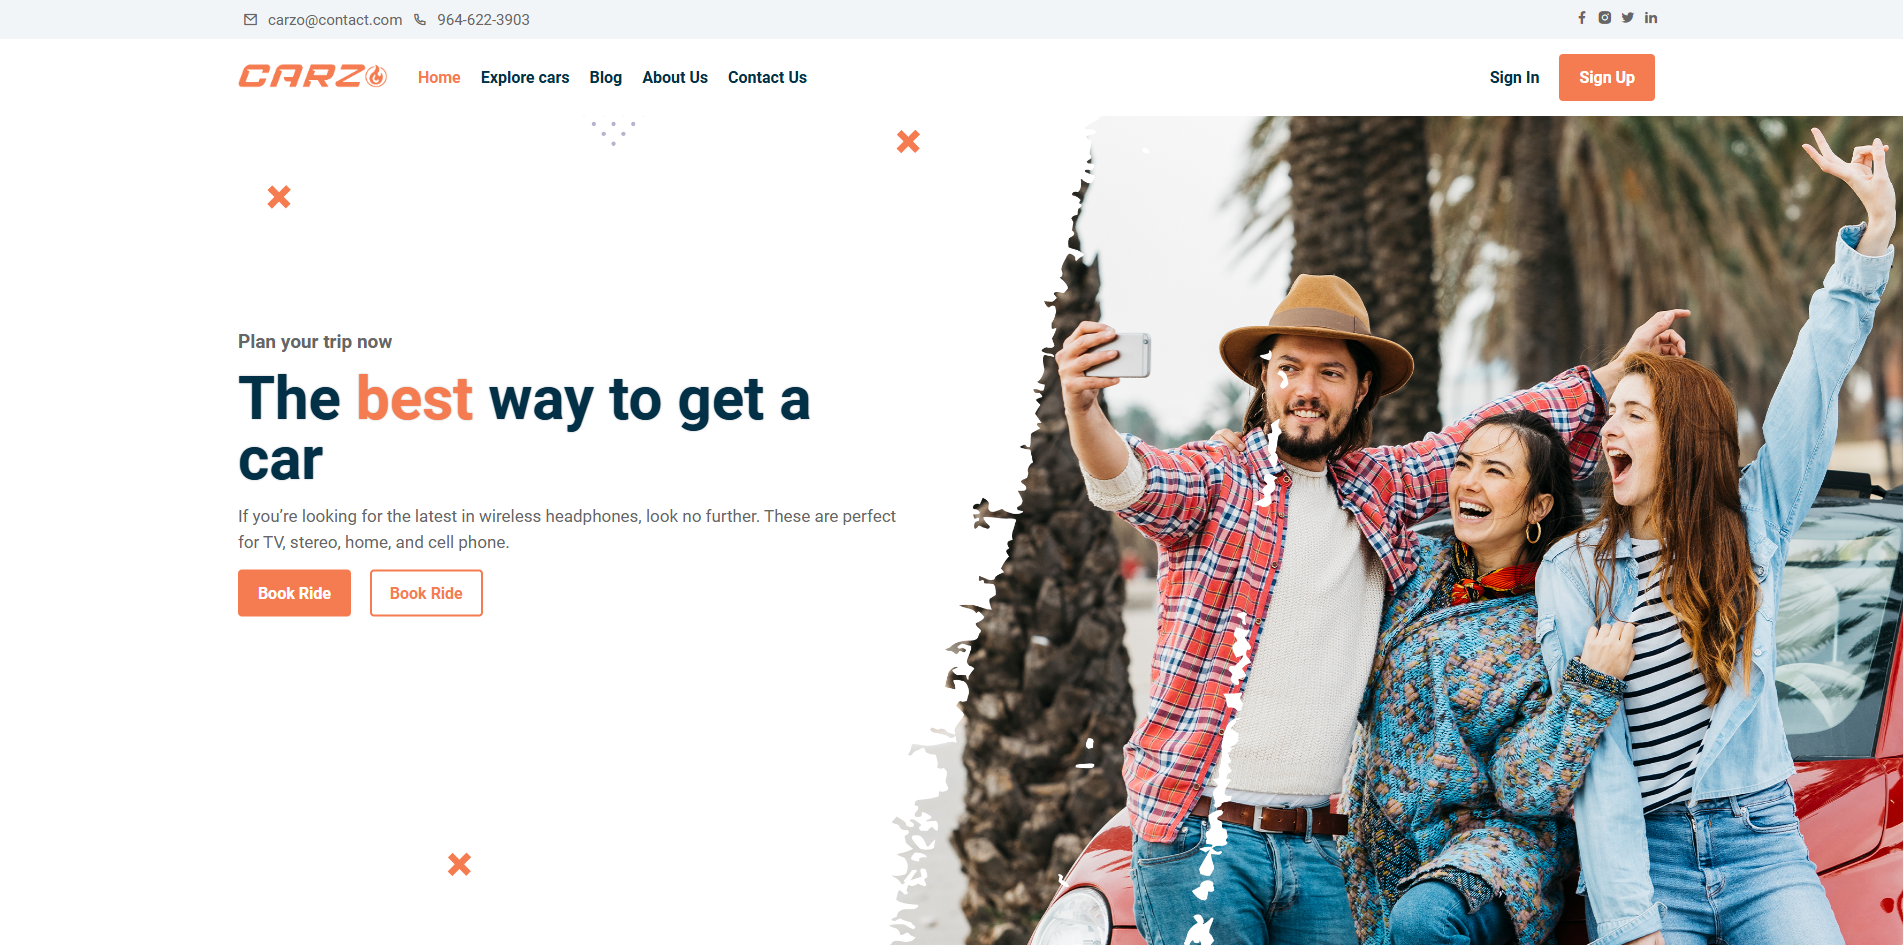 carzo@contact.com 964-622-3903
CARZ
Home Explore cars Blog About Us Contact Us
Sign In Sign Up
Plan your trip now
The best way to get a
car
If you’re looking for the latest in wireless headphones, look no further. These are perfect
for TV, stereo, home, and cell phone.
Book Ride Book Ride